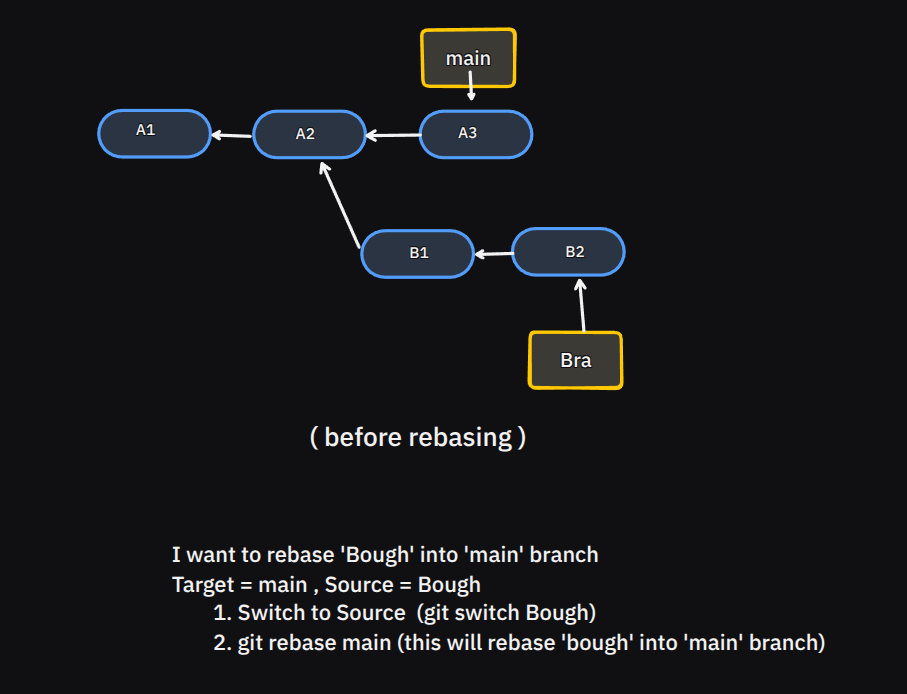 main
A1
A2
A3
B1
B2
Bra
( before rebasing )
I want to rebase 'Bough' into 'main' branch
Target = main , Source = Bough
1. Switch to Source (git switch Bough)
2. git rebase main (this will rebase 'bough' into 'main' branch)